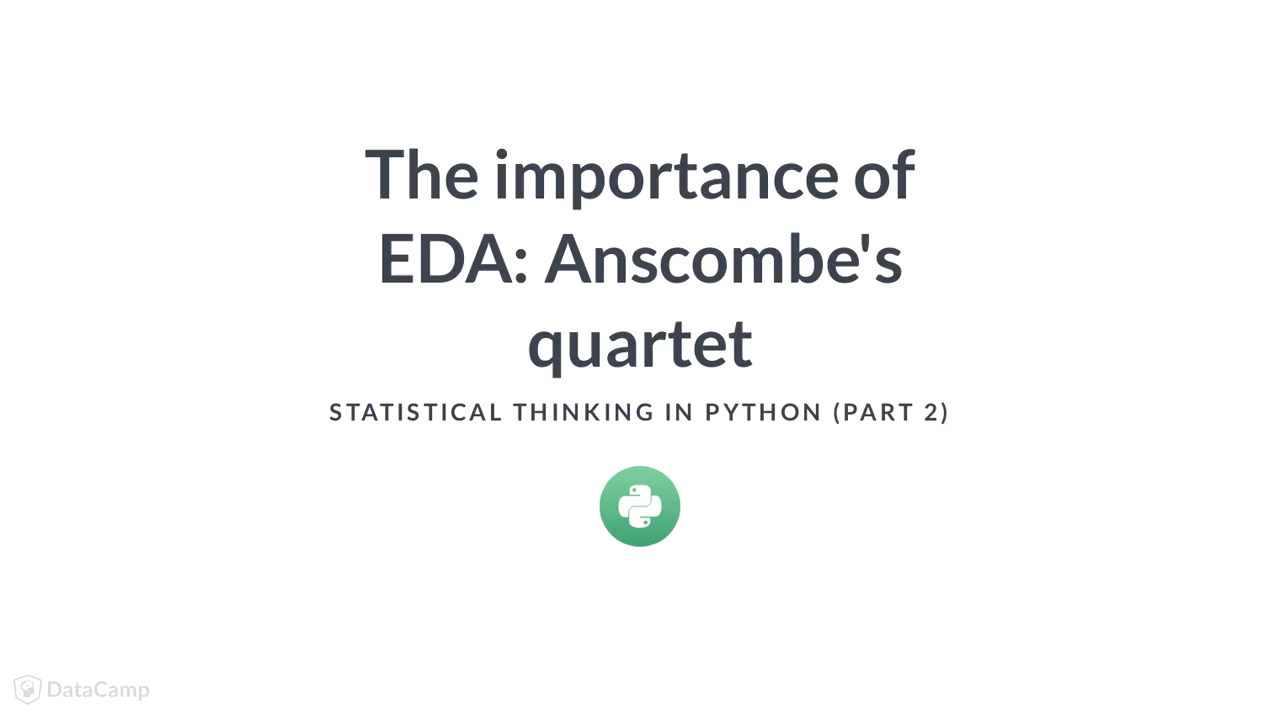 The importance of
EDA: Anscombe's
quartet
STATISTICAL THINKING IN PYTHON (PART 2)
DataCamp